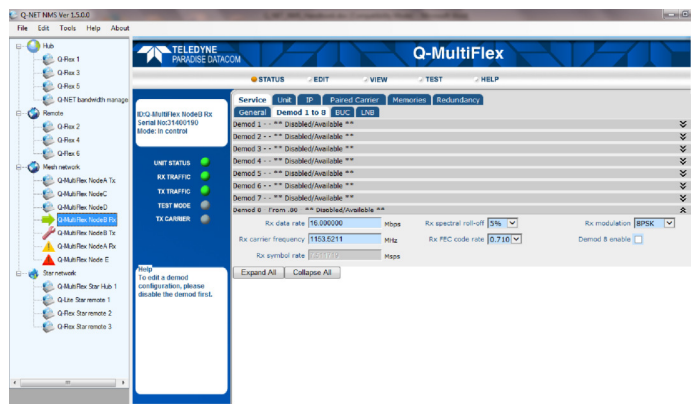 Q-NET NMS Ver 1.5.0.0
File Edit Tools Help About
Hub
Q-Flex 1
Q-Flex 3
Q-Flex 5
Q-NET bandwidth manage
Remote
Q-Flex 2
Q-Flex 4
Q-Flex 6
Mesh network
Q-MultiFlex NodeA Tx
Q-MultiFlex NodeC
Q-MultiFlex NodeD
Q-MultiFlex NodeB Rx
Q-MultiFlex NodeB Tx
Q-MultiFlex NodeA Rx
Q-MultiFlex Node E
Star network
Q-MultiFlex Star Hub 1
Q-Lite Star remote 1
Q-Flex Star remote 2
Q-Flex Star remote 3
TELEDYNE
PARADISE DATACOM
Q-MultiFlex
STATUS EDIT VIEW TEST HELP
ID:Q-MultiFlex NodeB Rx
Serial No:31400190
Mode: In control
UNIT STATUS
RX TRAFFIC
TX TRAFFIC
TEST MODE
TX CARRIER
Help
To edit a demod
configuration, please
disable the demod first.
Service Unit IP Paired Carrier Memories Redundancy
General Demod 1 to 8 BUC LNB
Demod 1 - - ** Disabled/Available **
Demod 2 - - ** Disabled/Available **
Demod 3 - - ** Disabled/Available **
Demod 4 - - ** Disabled/Available **
Demod 5 - - ** Disabled/Available **
Demod 6 - - ** Disabled/Available **
Demod 7 - - ** Disabled/Available **
Demod 8 From .00 ** Disabled/Available **
Rx data rate 16.000000 Mbps Rx spectral roll-off 5% Rx modulation 8PSK
Rx carrier frequency 1153.5211 MHz Rx FEC code rate 0.710 Demod 8 enable
Rx symbol rate Msps
Expand All Collapse All